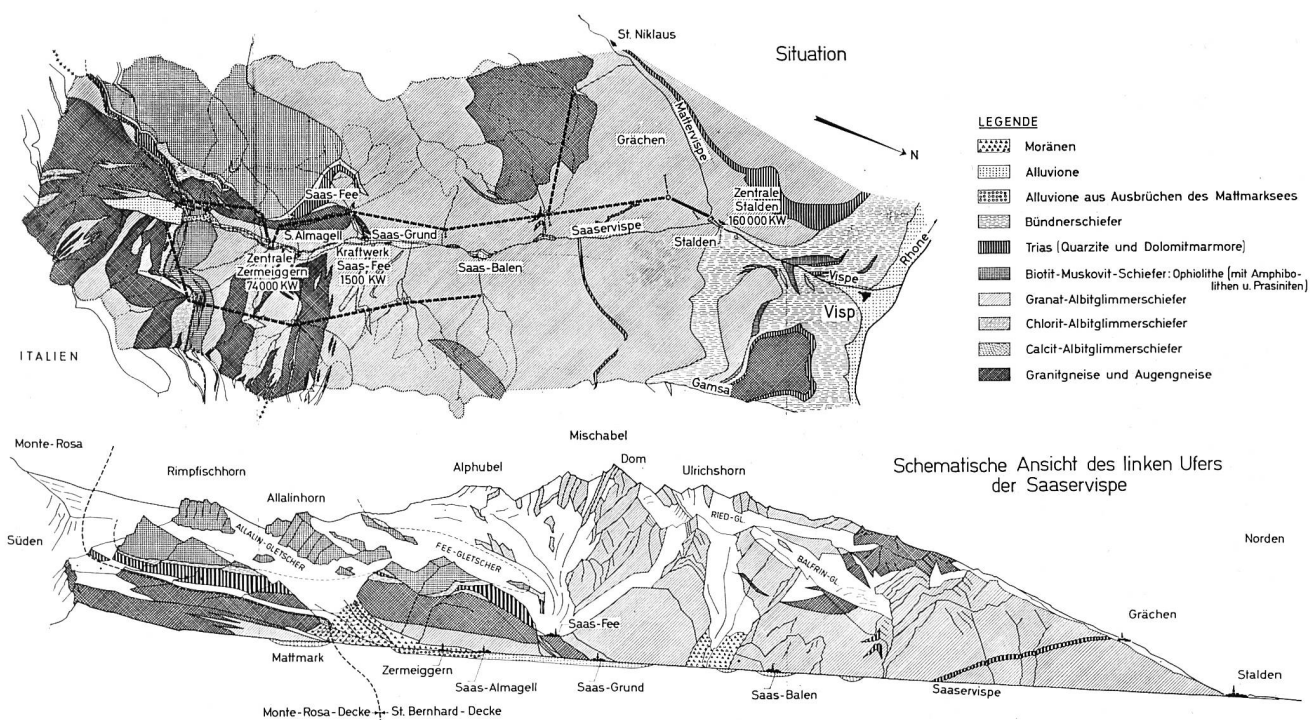 St. Niklaus
Situation
N
Grächen
Mattervispe
Zentrale
Stalden
160 000 KW
Saas-Fee
S. Almagell
Saas-Grund
Saaservispe
Stalden
Rhone
Zentrale
Zermeiggern
74000 KW
Kraftwerk
Saas-Fee
1500 KW
Saas-Balen
Vispe
Visp
ITALIEN
Gamsa
LEGENDE
Moränen
Alluvione
Alluvione aus Ausbrüchen des Mattmarksees
Bündnerschiefer
Trias (Quarzite und Dolomitmarmore)
Biotit-Muskovit-Schiefer: Ophiolithe (mit Amphibo-
lithen u. Prasiniten)
Granat-Albitglimmerschiefer
Chlorit-Albitglimmerschiefer
Calcit-Albitglimmerschiefer
Granitgneise und Augengneise
Schematische Ansicht des linken Ufers
der Saaservispe
Monte-Rosa
Rimpfischhorn
Allalinhorn
Alphubel
Mischabel
Dom
Ulrichshorn
Süden
Norden
ALLALIN-GLETSCHER
FEE-GLETSCHER
RIED-GL.
BALFRIN-GL.
Saas-Fee
Grächen
Mattmark
Zermeiggern
Saas-Almagell
Saas-Grund
Saas-Balen
Saaservispe
Stalden
Monte-Rosa-Decke
St. Bernhard-Decke